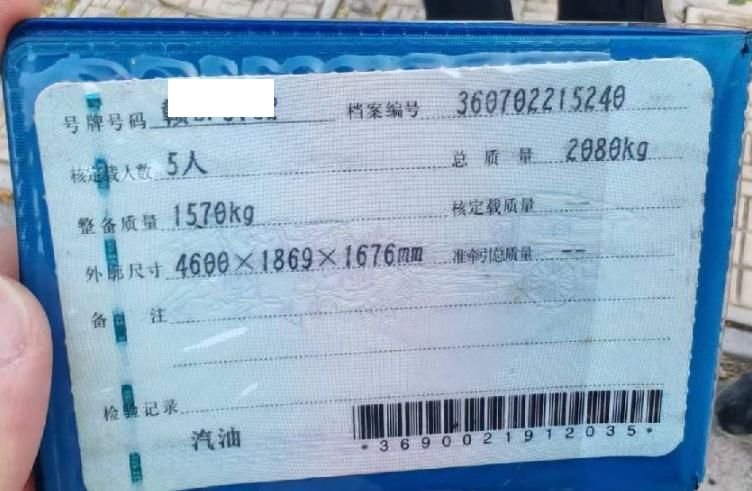 号牌号码 档案编号 360702215240
核定载人数 5人 总质量 2080kg
整备质量 1570kg 核定载质量 --
外廓尺寸 4600×1869×1676mm 准牵引总质量 --
备注
检验记录
汽油
*3690021912035*